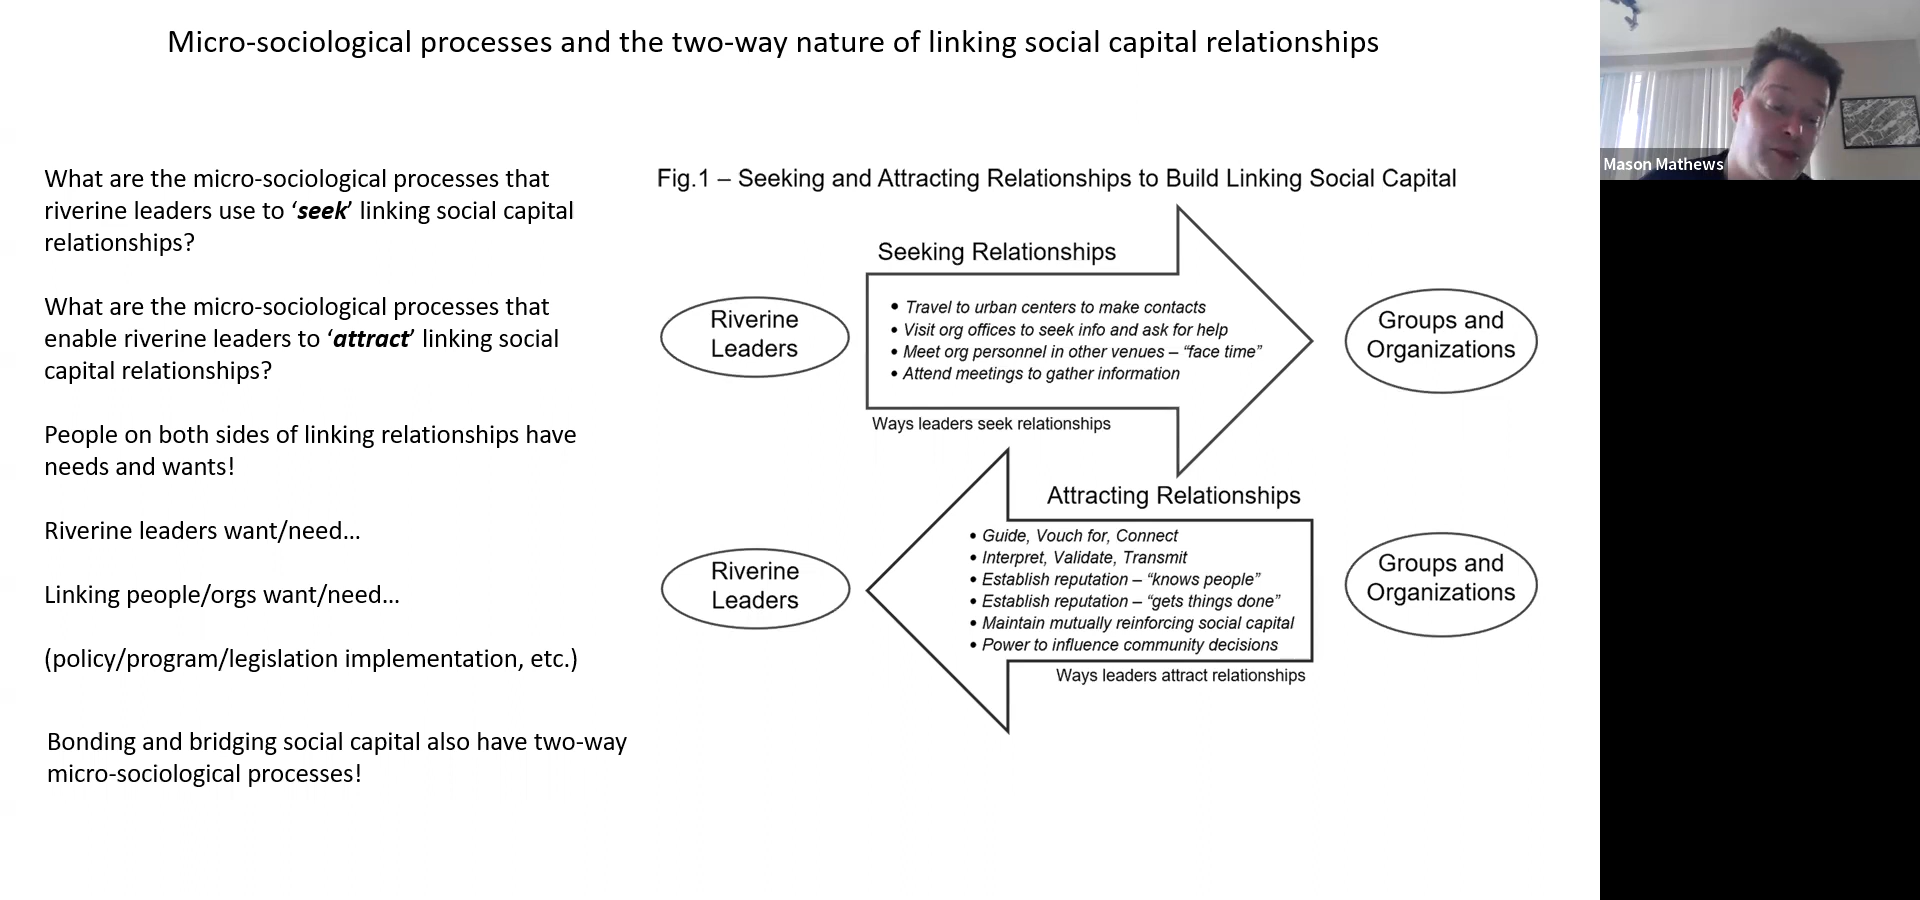 Micro-sociological processes and the two-way nature of linking social capital relationships
What are the micro-sociological processes that
riverine leaders use to ‘seek’ linking social capital
relationships?
What are the micro-sociological processes that
enable riverine leaders to ‘attract’ linking social
capital relationships?
People on both sides of linking relationships have
needs and wants!
Riverine leaders want/need...
Linking people/orgs want/need...
(policy/program/legislation implementation, etc.)
Bonding and bridging social capital also have two-way
micro-sociological processes!
Fig.1 – Seeking and Attracting Relationships to Build Linking Social Capital
Seeking Relationships
Riverine
Leaders
• Travel to urban centers to make contacts
• Visit org offices to seek info and ask for help
• Meet org personnel in other venues – “face time”
• Attend meetings to gather information
Groups and
Organizations
Ways leaders seek relationships
Attracting Relationships
Riverine
Leaders
• Guide, Vouch for, Connect
• Interpret, Validate, Transmit
• Establish reputation – “knows people”
• Establish reputation – “gets things done”
• Maintain mutually reinforcing social capital
• Power to influence community decisions
Groups and
Organizations
Ways leaders attract relationships
Mason Mathews